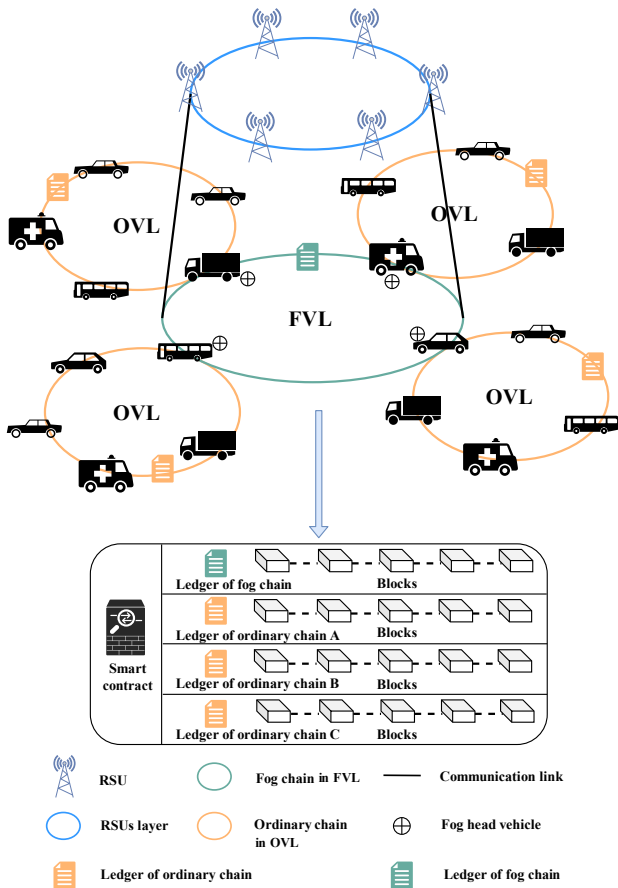 OVL
OVL
FVL
OVL
OVL
Smart
contract
Ledger of fog chain
Blocks
Ledger of ordinary chain A
Blocks
Ledger of ordinary chain B
Blocks
Ledger of ordinary chain C
Blocks
RSU
Fog chain in FVL
Communication link
RSUs layer
Ordinary chain
in OVL
Fog head vehicle
Ledger of ordinary chain
Ledger of fog chain